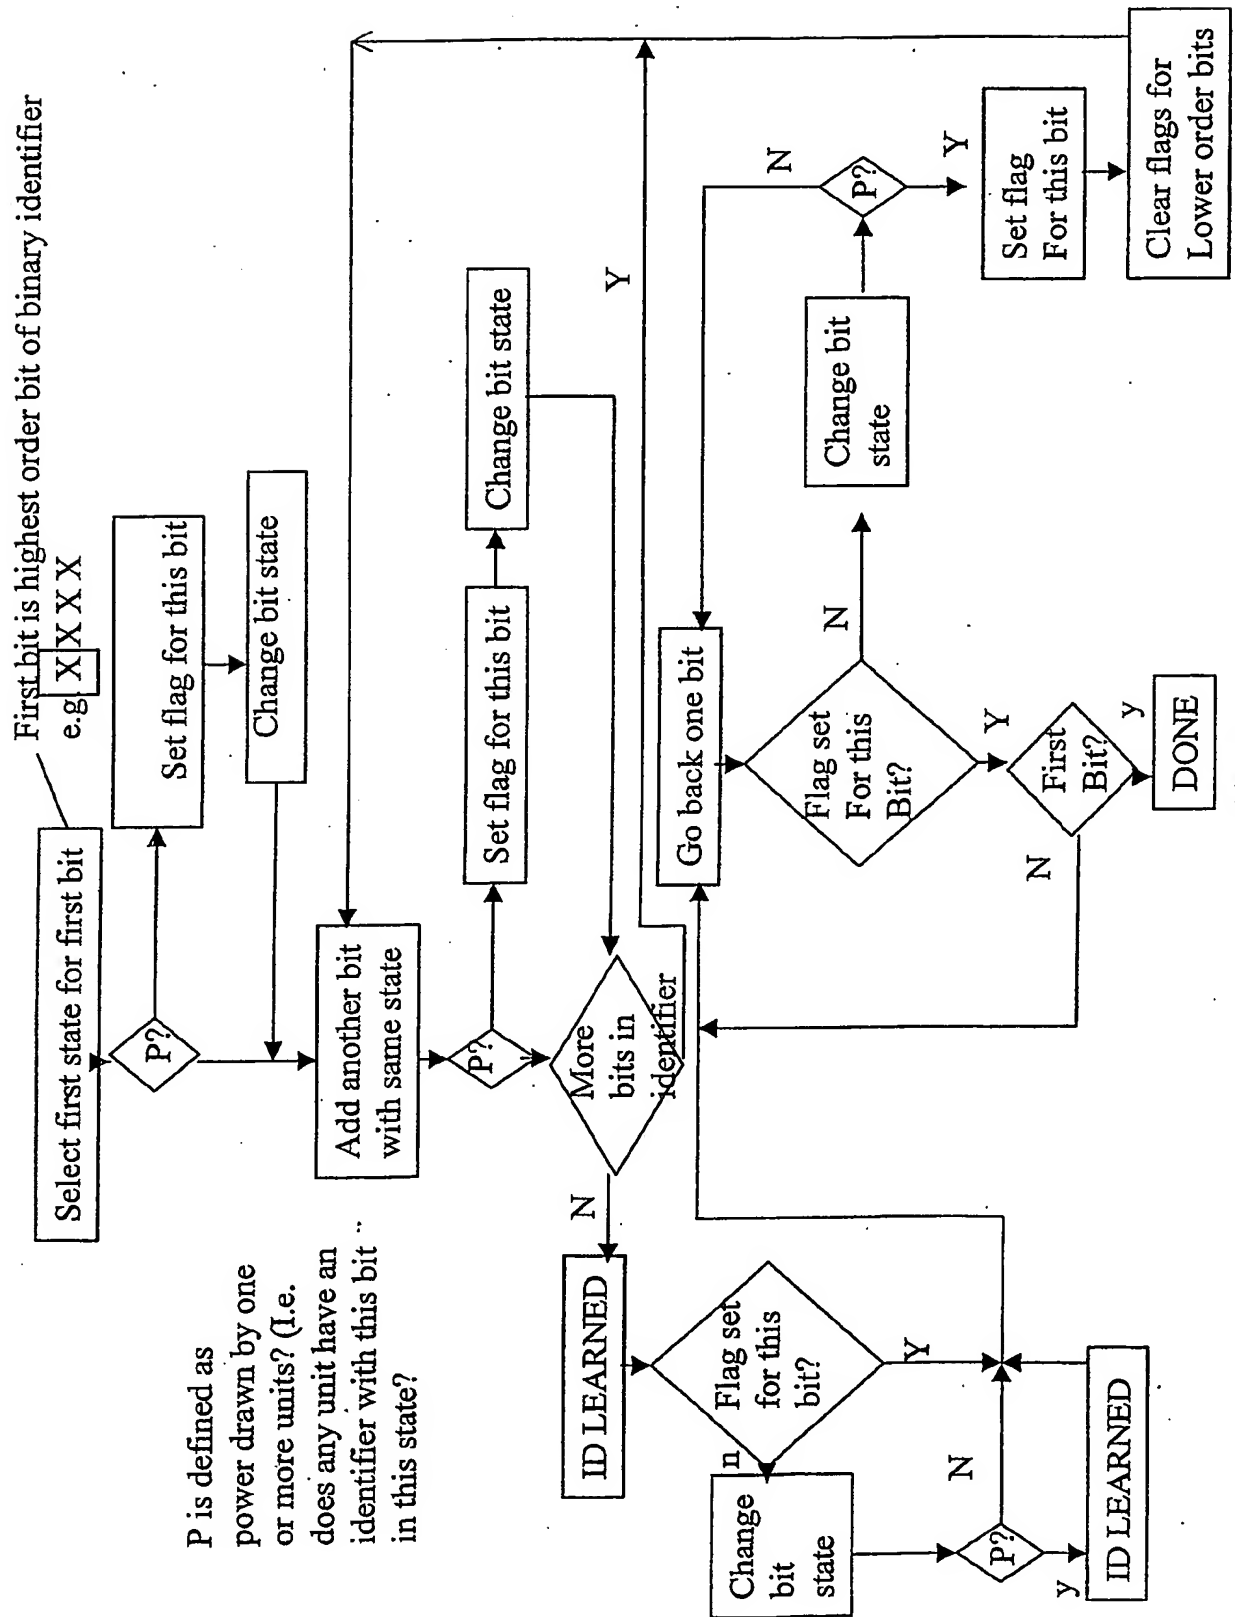 First bit is highest order bit of binary identifier
e.g. X X X X
Select first state for first bit
P?
Set flag for this bit
Change bit state
P is defined as
power drawn by one
or more units? (I.e.
does any unit have an
identifier with this bit
in this state?
Add another bit
with same state
P?
Set flag for this bit
Change bit state
More
bits in
identifier
Y
N
ID LEARNED
Flag set
for this
bit?
n
Y
Change
bit
state
P?
N
y
ID LEARNED
Go back one bit
Flag set
For this
Bit?
N
Y
First
Bit?
N
y
DONE
Change bit
state
P?
N
Y
Set flag
For this bit
Clear flags for
Lower order bits